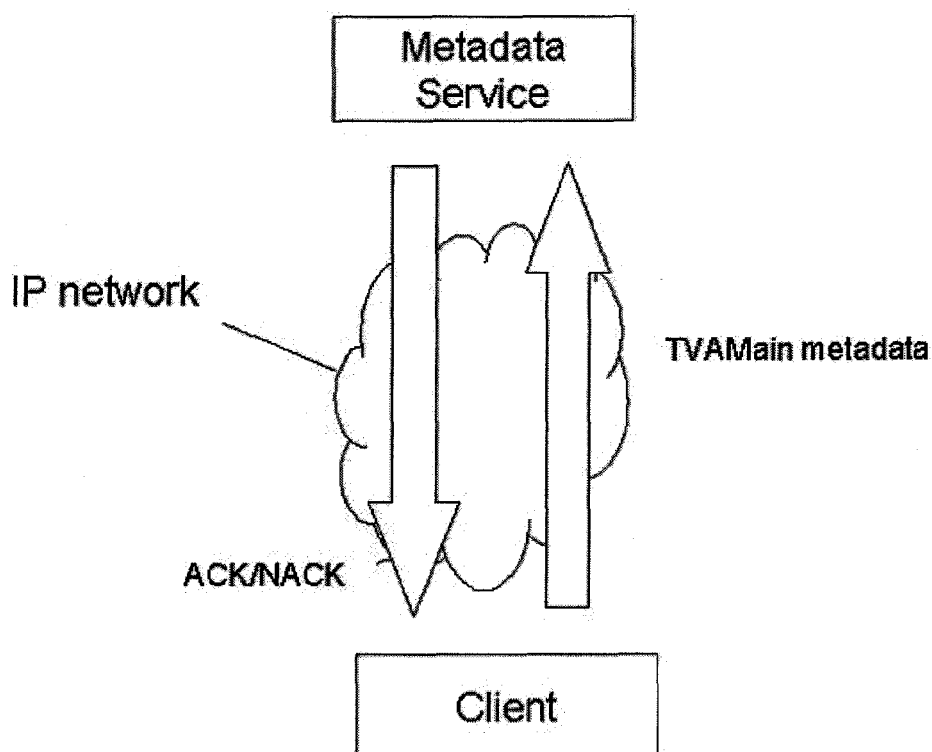 Metadata
Service
IP network
TVAMain metadata
ACK/NACK
Client